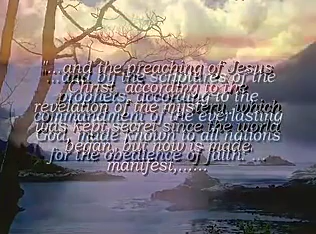 "...and the preaching of Jesus
...and by the scriptures of the
Christ, according to the
prophets, according to the
revelation of the mystery, which
commandment of the everlasting
was kept secret since the world
God, made known to all nations
began, but now is made
for the obedience of faith:"...
manifest,......